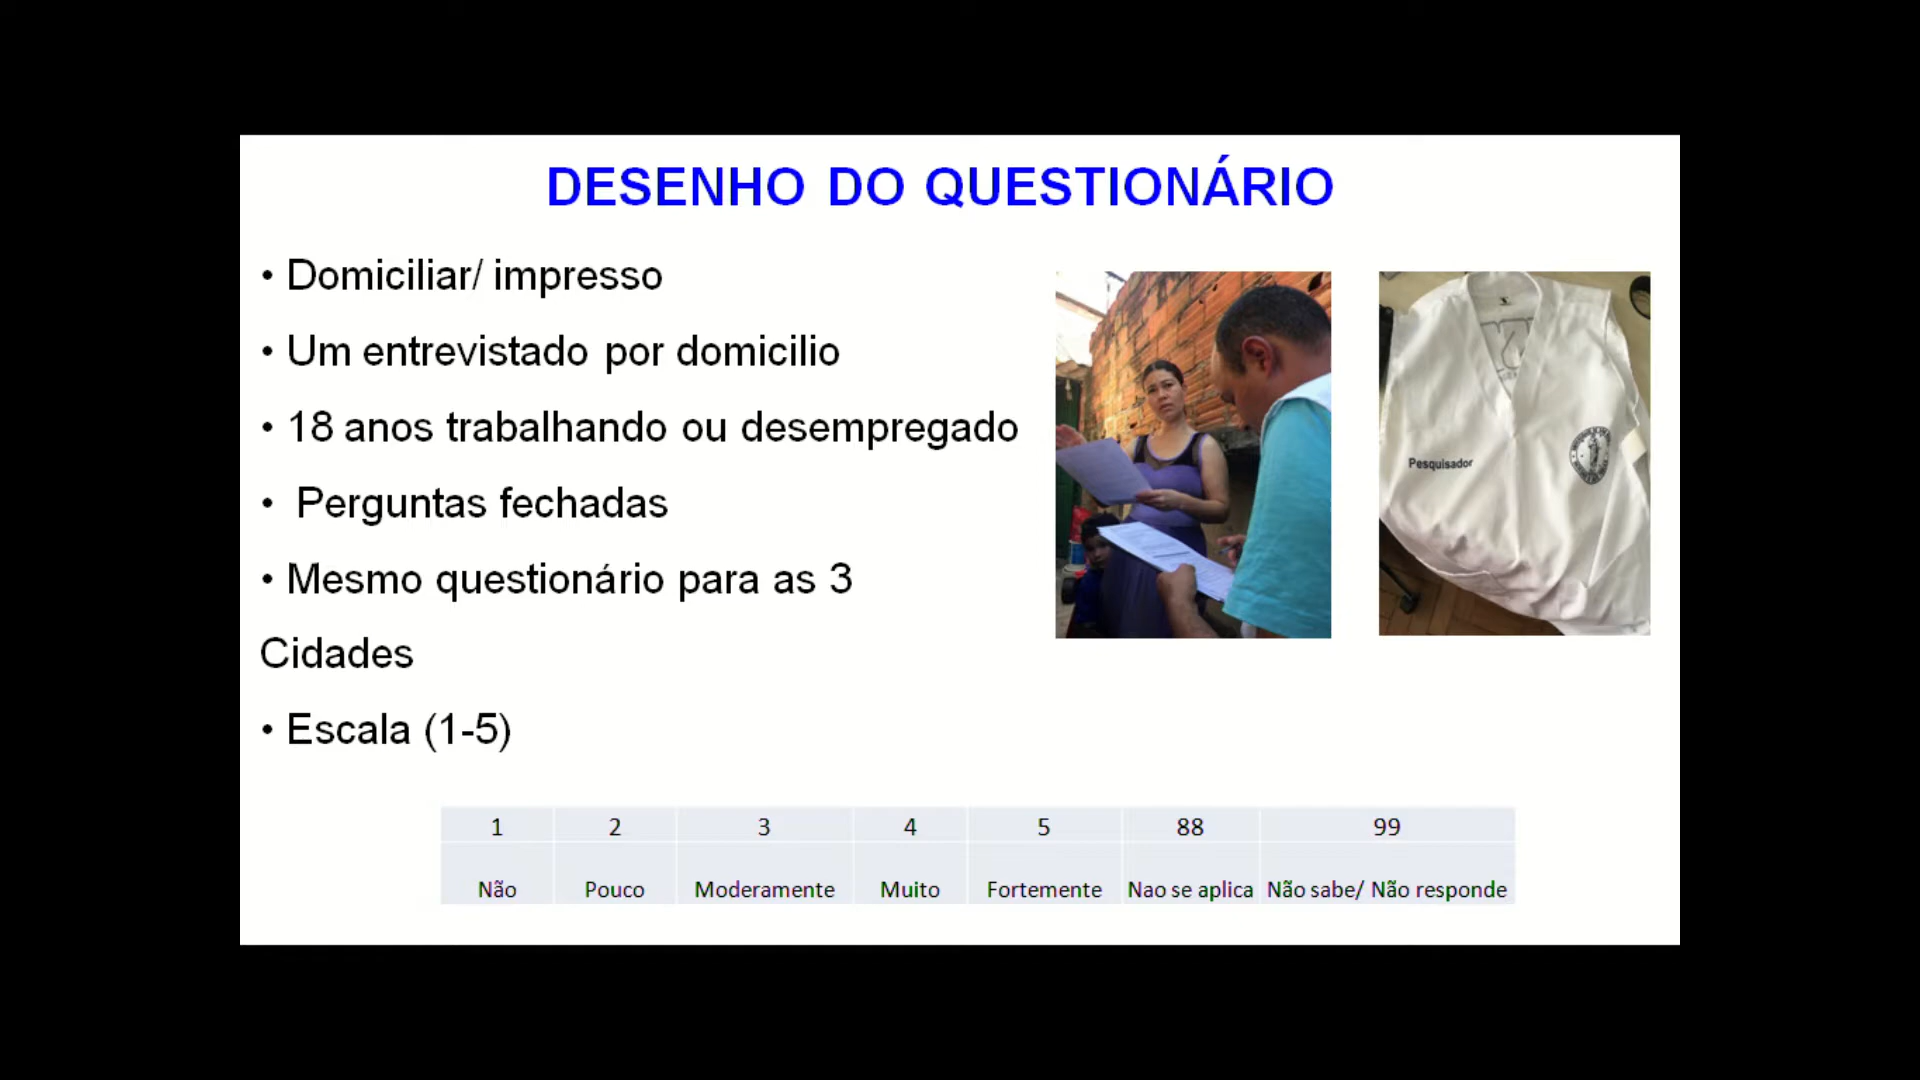 DESENHO DO QUESTIONÁRIO
• Domiciliar/ impresso
• Um entrevistado por domicilio
• 18 anos trabalhando ou desempregado
• Perguntas fechadas
• Mesmo questionário para as 3
Cidades
• Escala (1-5)
Pesquisador
1 2 3 4 5 88 99
Não Pouco Moderamente Muito Fortemente Nao se aplica Não sabe/ Não responde